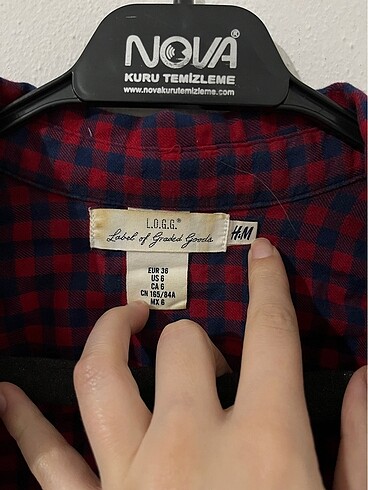 NOVA®
KURU TEMİZLEME
www.novakurutemizleme.com
L.O.G.G.®
Label of Graded Goods
H&M
EUR 36
US 6
CA 6
CN 165/84A
MX 6